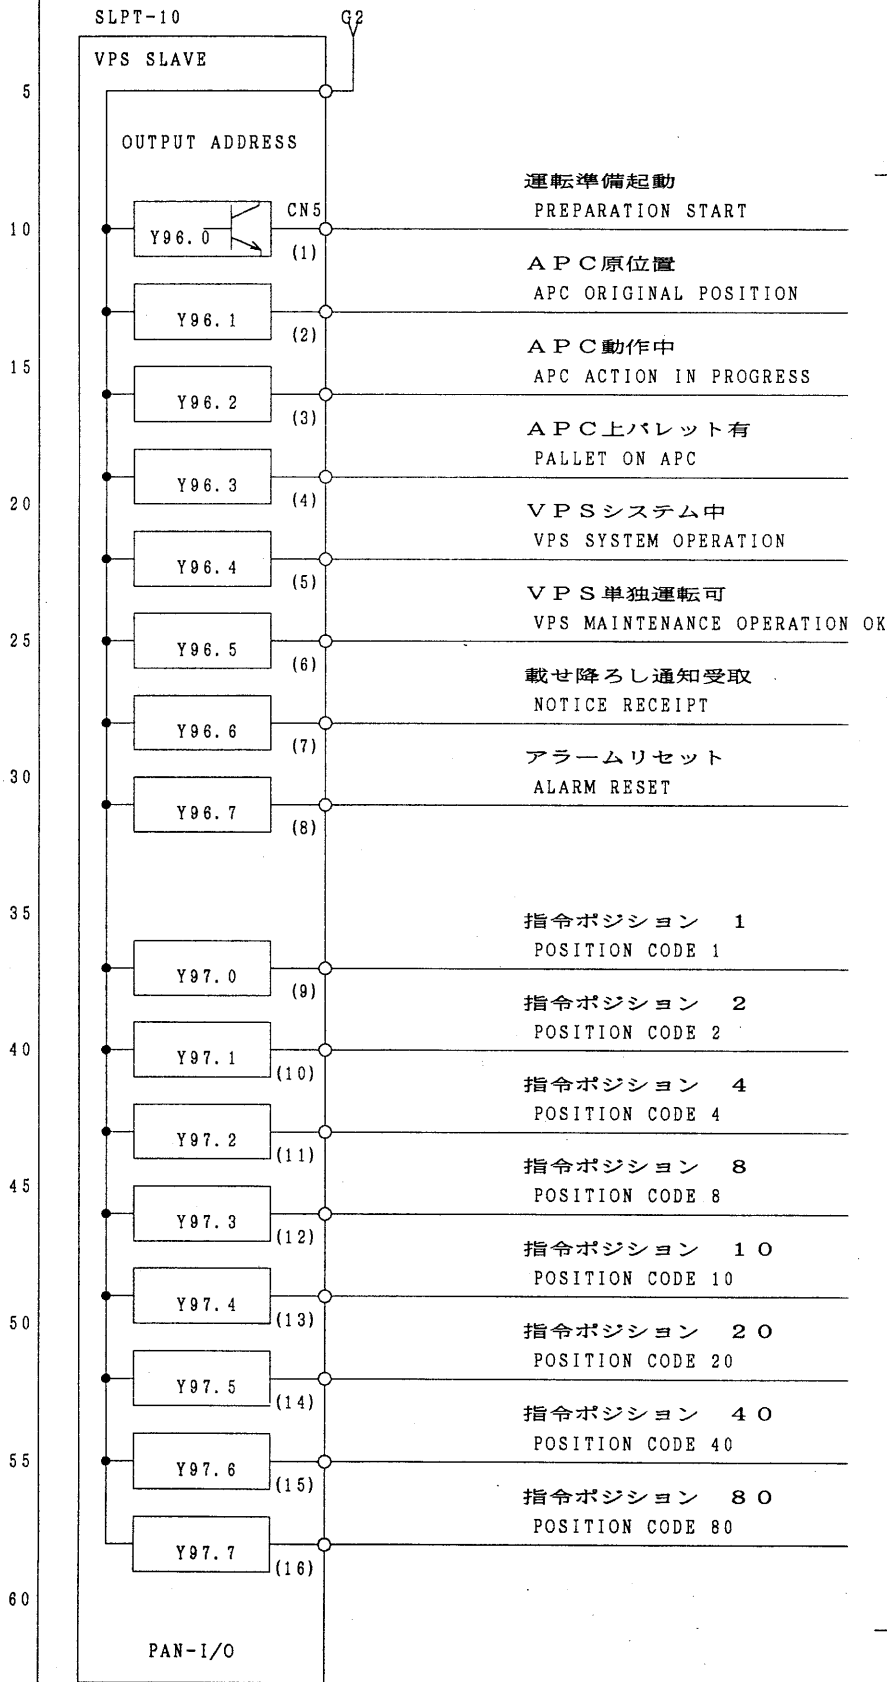 SLPT-10
G2
VPS SLAVE
5
OUTPUT ADDRESS
運転準備起動
PREPARATION START
10
Y96.0
CN5
(1)
APC原位置
APC ORIGINAL POSITION
Y96.1
(2)
APC動作中
APC ACTION IN PROGRESS
15
Y96.2
(3)
APC上パレット有
PALLET ON APC
Y96.3
(4)
20
VPSシステム中
VPS SYSTEM OPERATION
Y96.4
(5)
VPS単独運転可
VPS MAINTENANCE OPERATION OK
25
Y96.5
(6)
載せ降ろし通知受取
NOTICE RECEIPT
Y96.6
(7)
アラームリセット
ALARM RESET
30
Y96.7
(8)
35
指令ポジション 1
POSITION CODE 1
Y97.0
(9)
指令ポジション 2
POSITION CODE 2
40
Y97.1
(10)
指令ポジション 4
POSITION CODE 4
Y97.2
(11)
指令ポジション 8
POSITION CODE 8
45
Y97.3
(12)
指令ポジション 10
POSITION CODE 10
Y97.4
(13)
50
指令ポジション 20
POSITION CODE 20
Y97.5
(14)
指令ポジション 40
POSITION CODE 40
55
Y97.6
(15)
指令ポジション 80
POSITION CODE 80
Y97.7
(16)
60
PAN-I/O